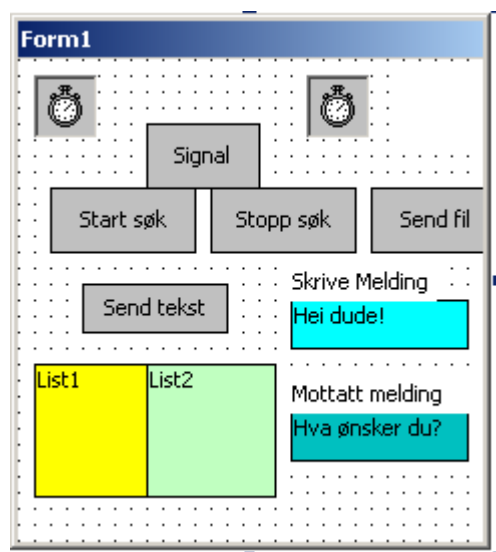 Form1
Signal
Start søk
Stopp søk
Send fil
Skrive Melding
Send tekst
Hei dude!
List1
List2
Mottatt melding
Hva ønsker du?